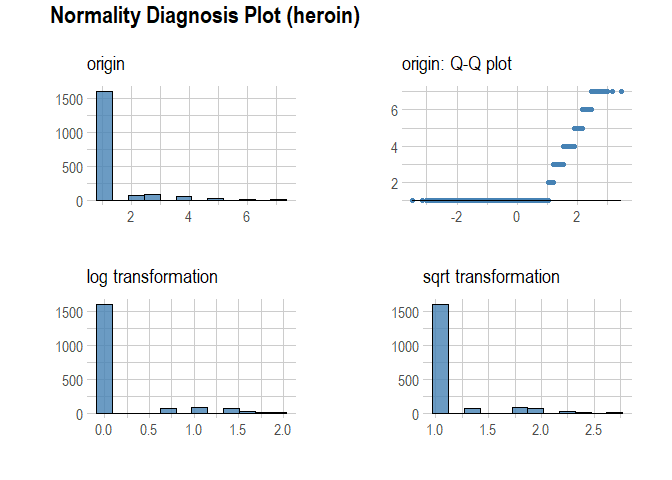 Normality Diagnosis Plot (heroin)
origin
1500
1000
500
0
2 4 6
origin: Q-Q plot
6
4
2
-2 0 2
log transformation
1500
1000
500
0
0.0 0.5 1.0 1.5 2.0
sqrt transformation
1500
1000
500
0
1.0 1.5 2.0 2.5